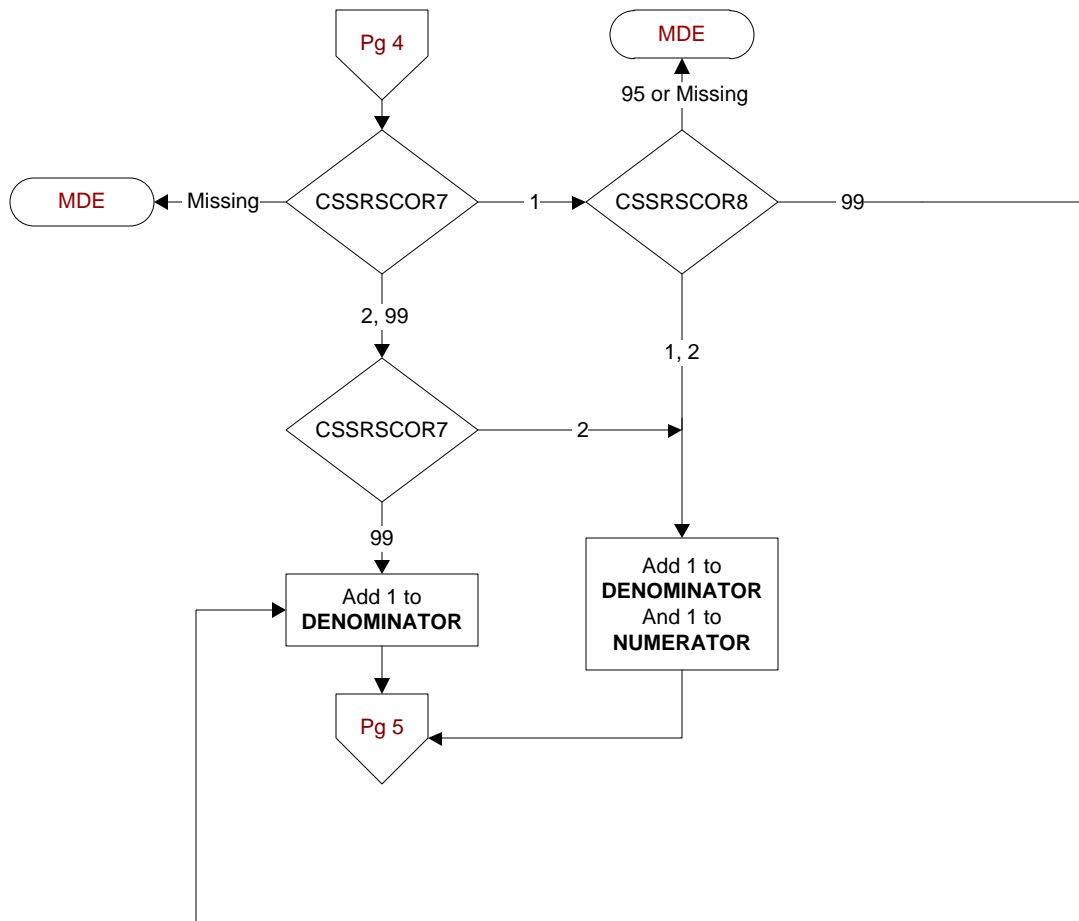 Pg 4
MDE
95 or Missing
MDE
Missing
CSSRSCOR7
1
CSSRSCOR8
99
2, 99
1, 2
CSSRSCOR7
2
99
Add 1 to
DENOMINATOR
Add 1 to
DENOMINATOR
And 1 to
NUMERATOR
Pg 5